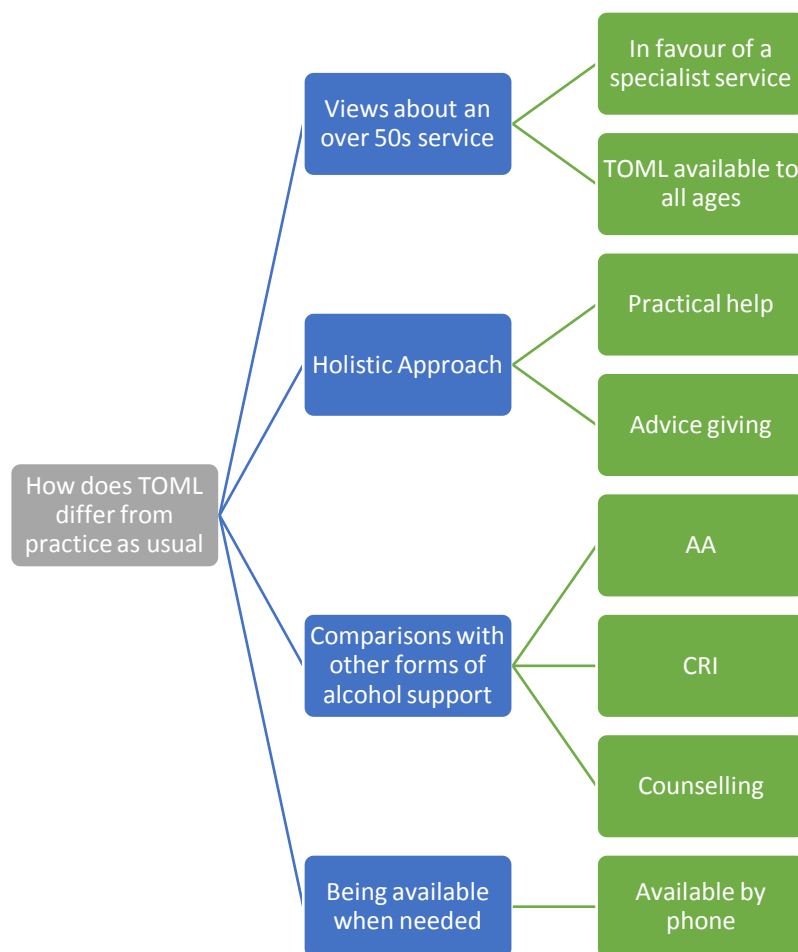 How does TOML
differ from
practice as usual
Views about an
over 50s service
In favour of a
specialist service
TOML available to
all ages
Holistic Approach
Practical help
Advice giving
Comparisons with
other forms of
alcohol support
AA
CRI
Counselling
Being available
when needed
Available by
phone